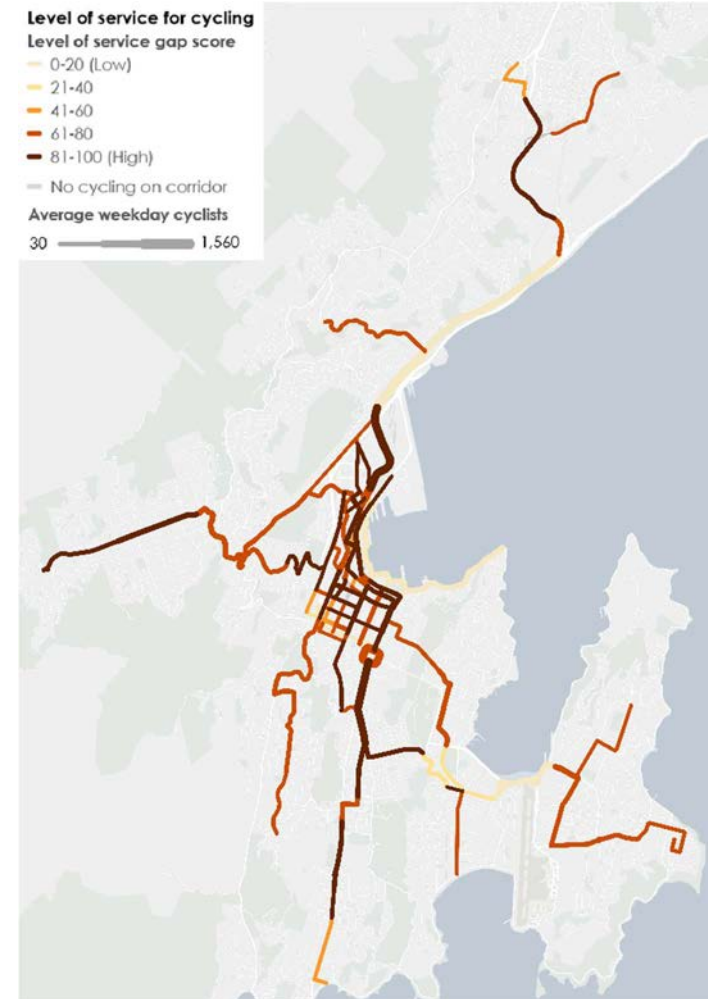 Level of service for cycling
Level of service gap score
0-20 (Low)
21-40
41-60
61-80
81-100 (High)
No cycling on corridor
Average weekday cyclists
30 1,560